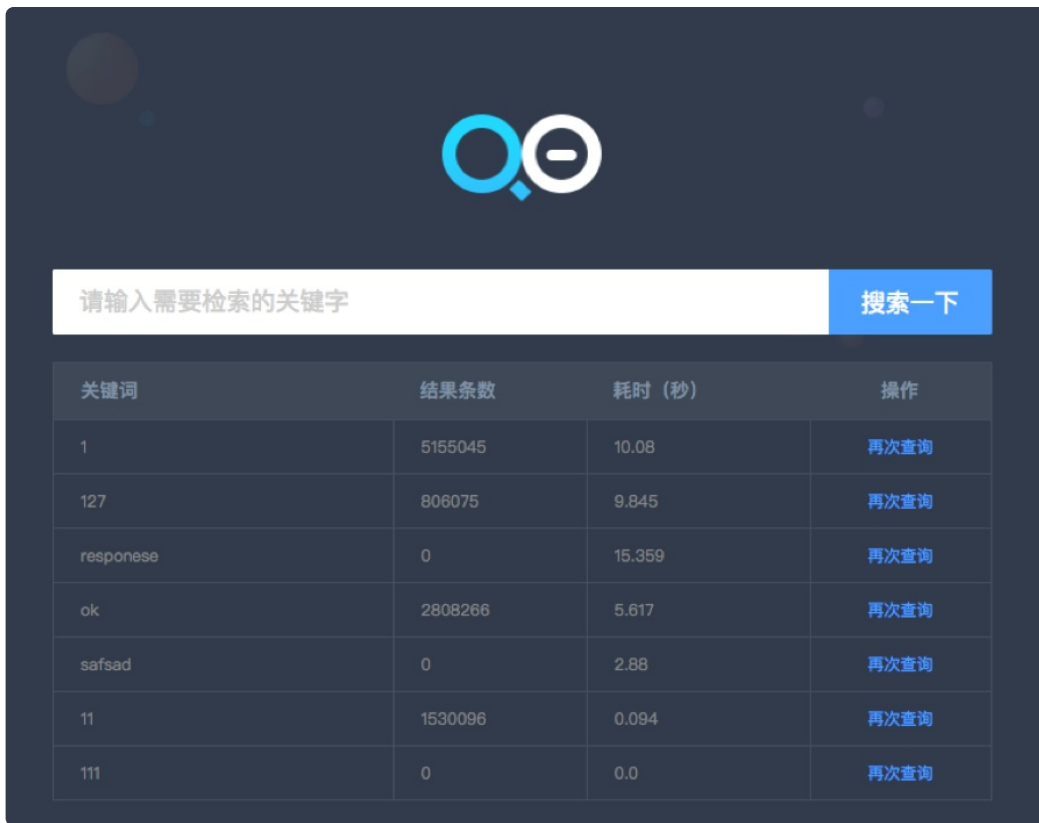 请输入需要检索的关键字 搜索一下
关键词 结果条数 耗时（秒） 操作
1 5155045 10.08 再次查询
127 806075 9.845 再次查询
responese 0 15.359 再次查询
ok 2808266 5.617 再次查询
safsad 0 2.88 再次查询
11 1530096 0.094 再次查询
111 0 0.0 再次查询